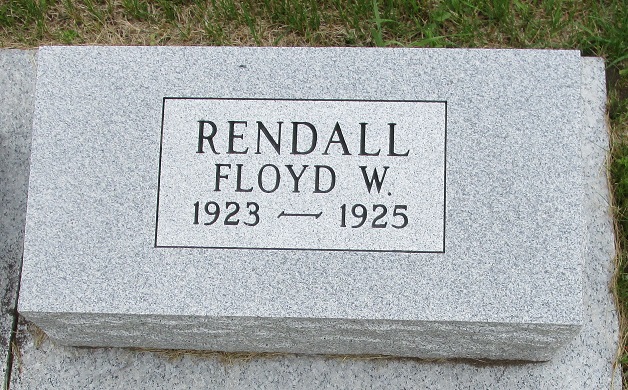 RENDALL
FLOYD W.
1923 — 1925